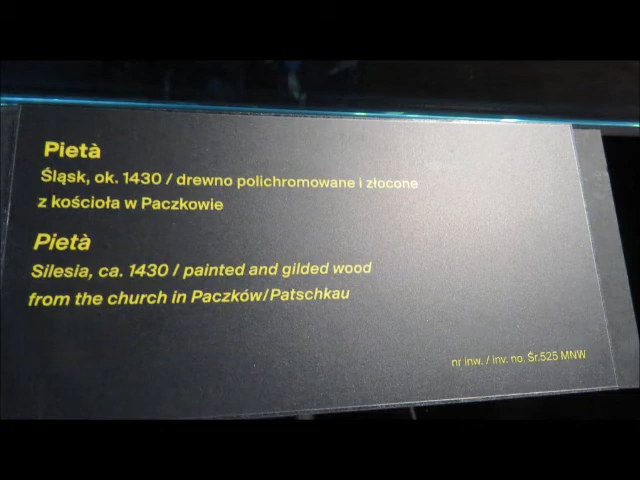 Pietà
Śląsk, ok. 1430 / drewno polichromowane i złocone
z kościoła w Paczkowie
Pietà
Silesia, ca. 1430 / painted and gilded wood
from the church in Paczków/Patschkau
nr inw. / inv. no. Śr.525 MNW